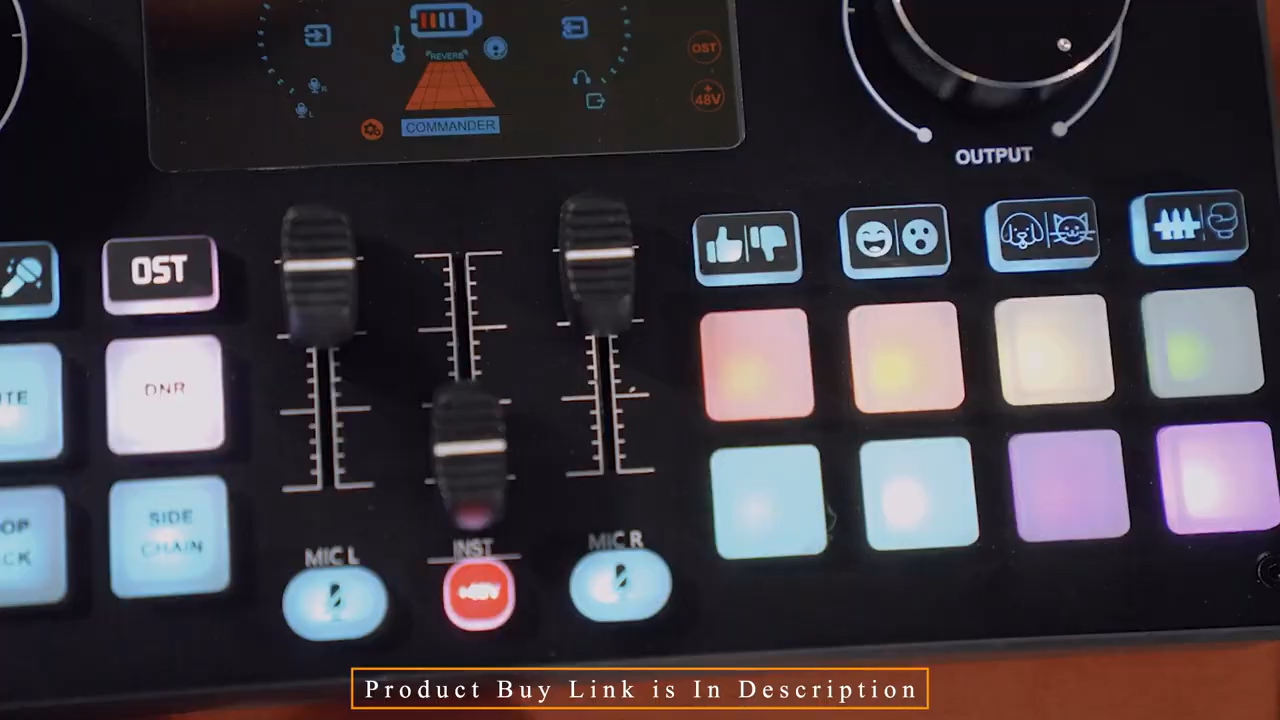 REVERB
OST
+
48V
COMMANDER
OUTPUT
OST
DNR
SIDE
CHAIN
MIC L
INST
MIC R
+48V
R
L
Product Buy Link is In Description